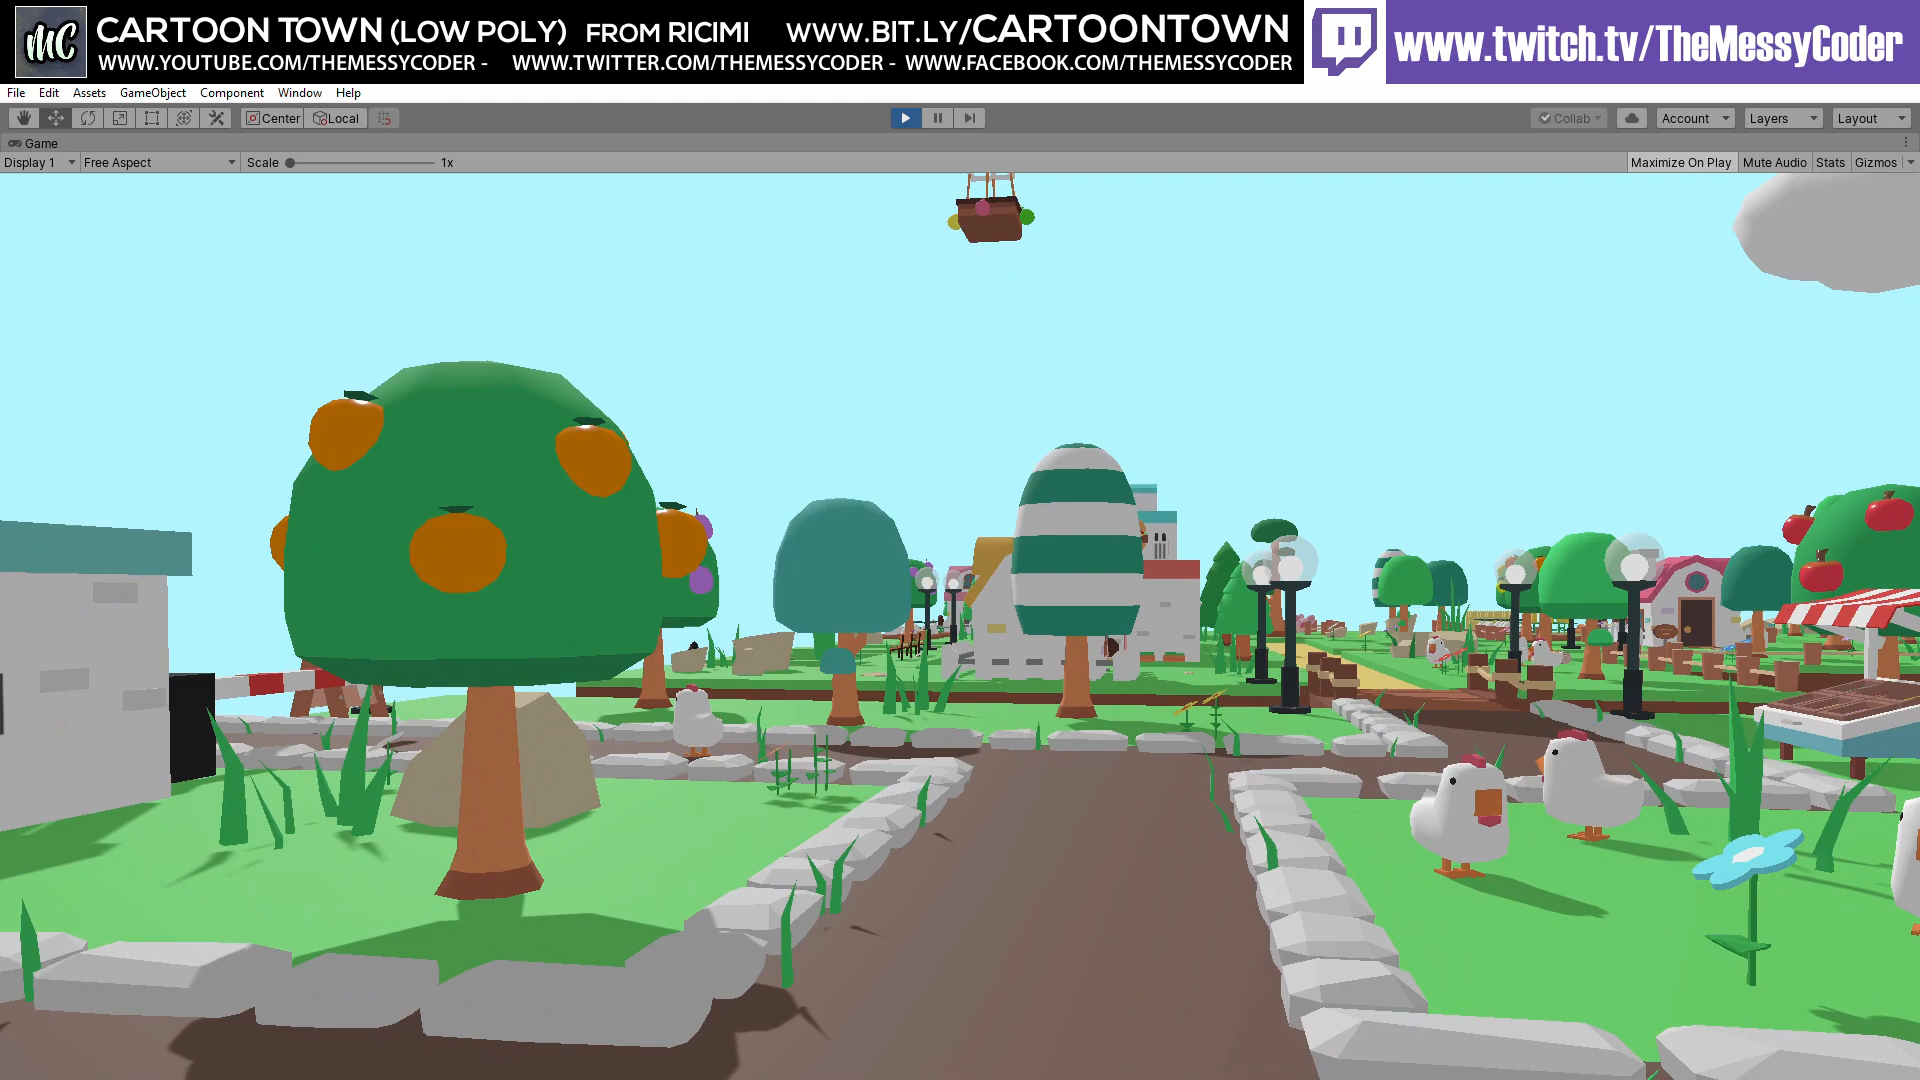 MC
CARTOON TOWN (LOW POLY) FROM RICIMI WWW.BIT.LY/CARTOONTOWN
WWW.YOUTUBE.COM/THEMESSYCODER - WWW.TWITTER.COM/THEMESSYCODER - WWW.FACEBOOK.COM/THEMESSYCODER
www.twitch.tv/TheMessyCoder
File Edit Assets GameObject Component Window Help
Center Local Collab Account Layers Layout
Game
Display 1 Free Aspect Scale 1x Maximize On Play Mute Audio Stats Gizmos